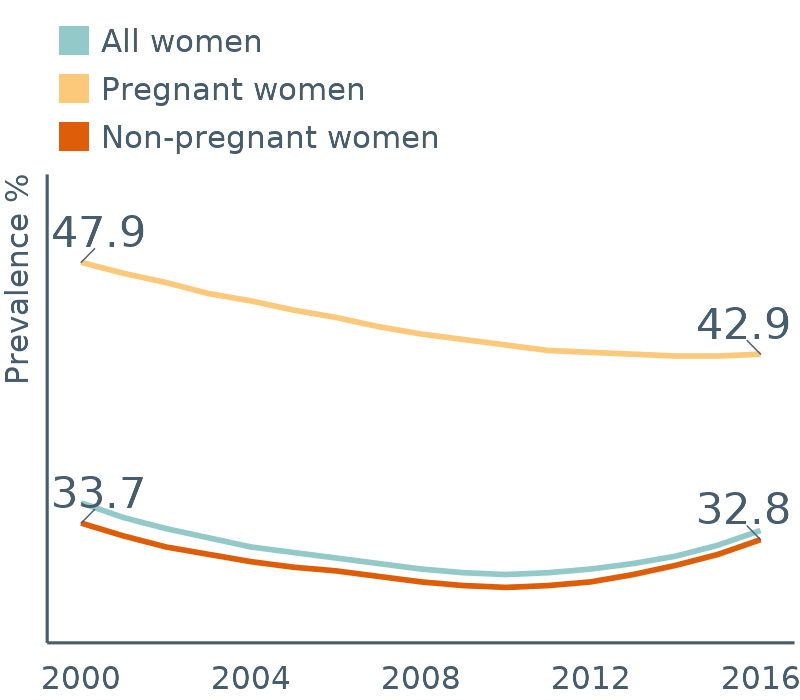 All women
Pregnant women
Non-pregnant women
Prevalence %
47.9
42.9
33.7
32.8
2000 2004 2008 2012 2016